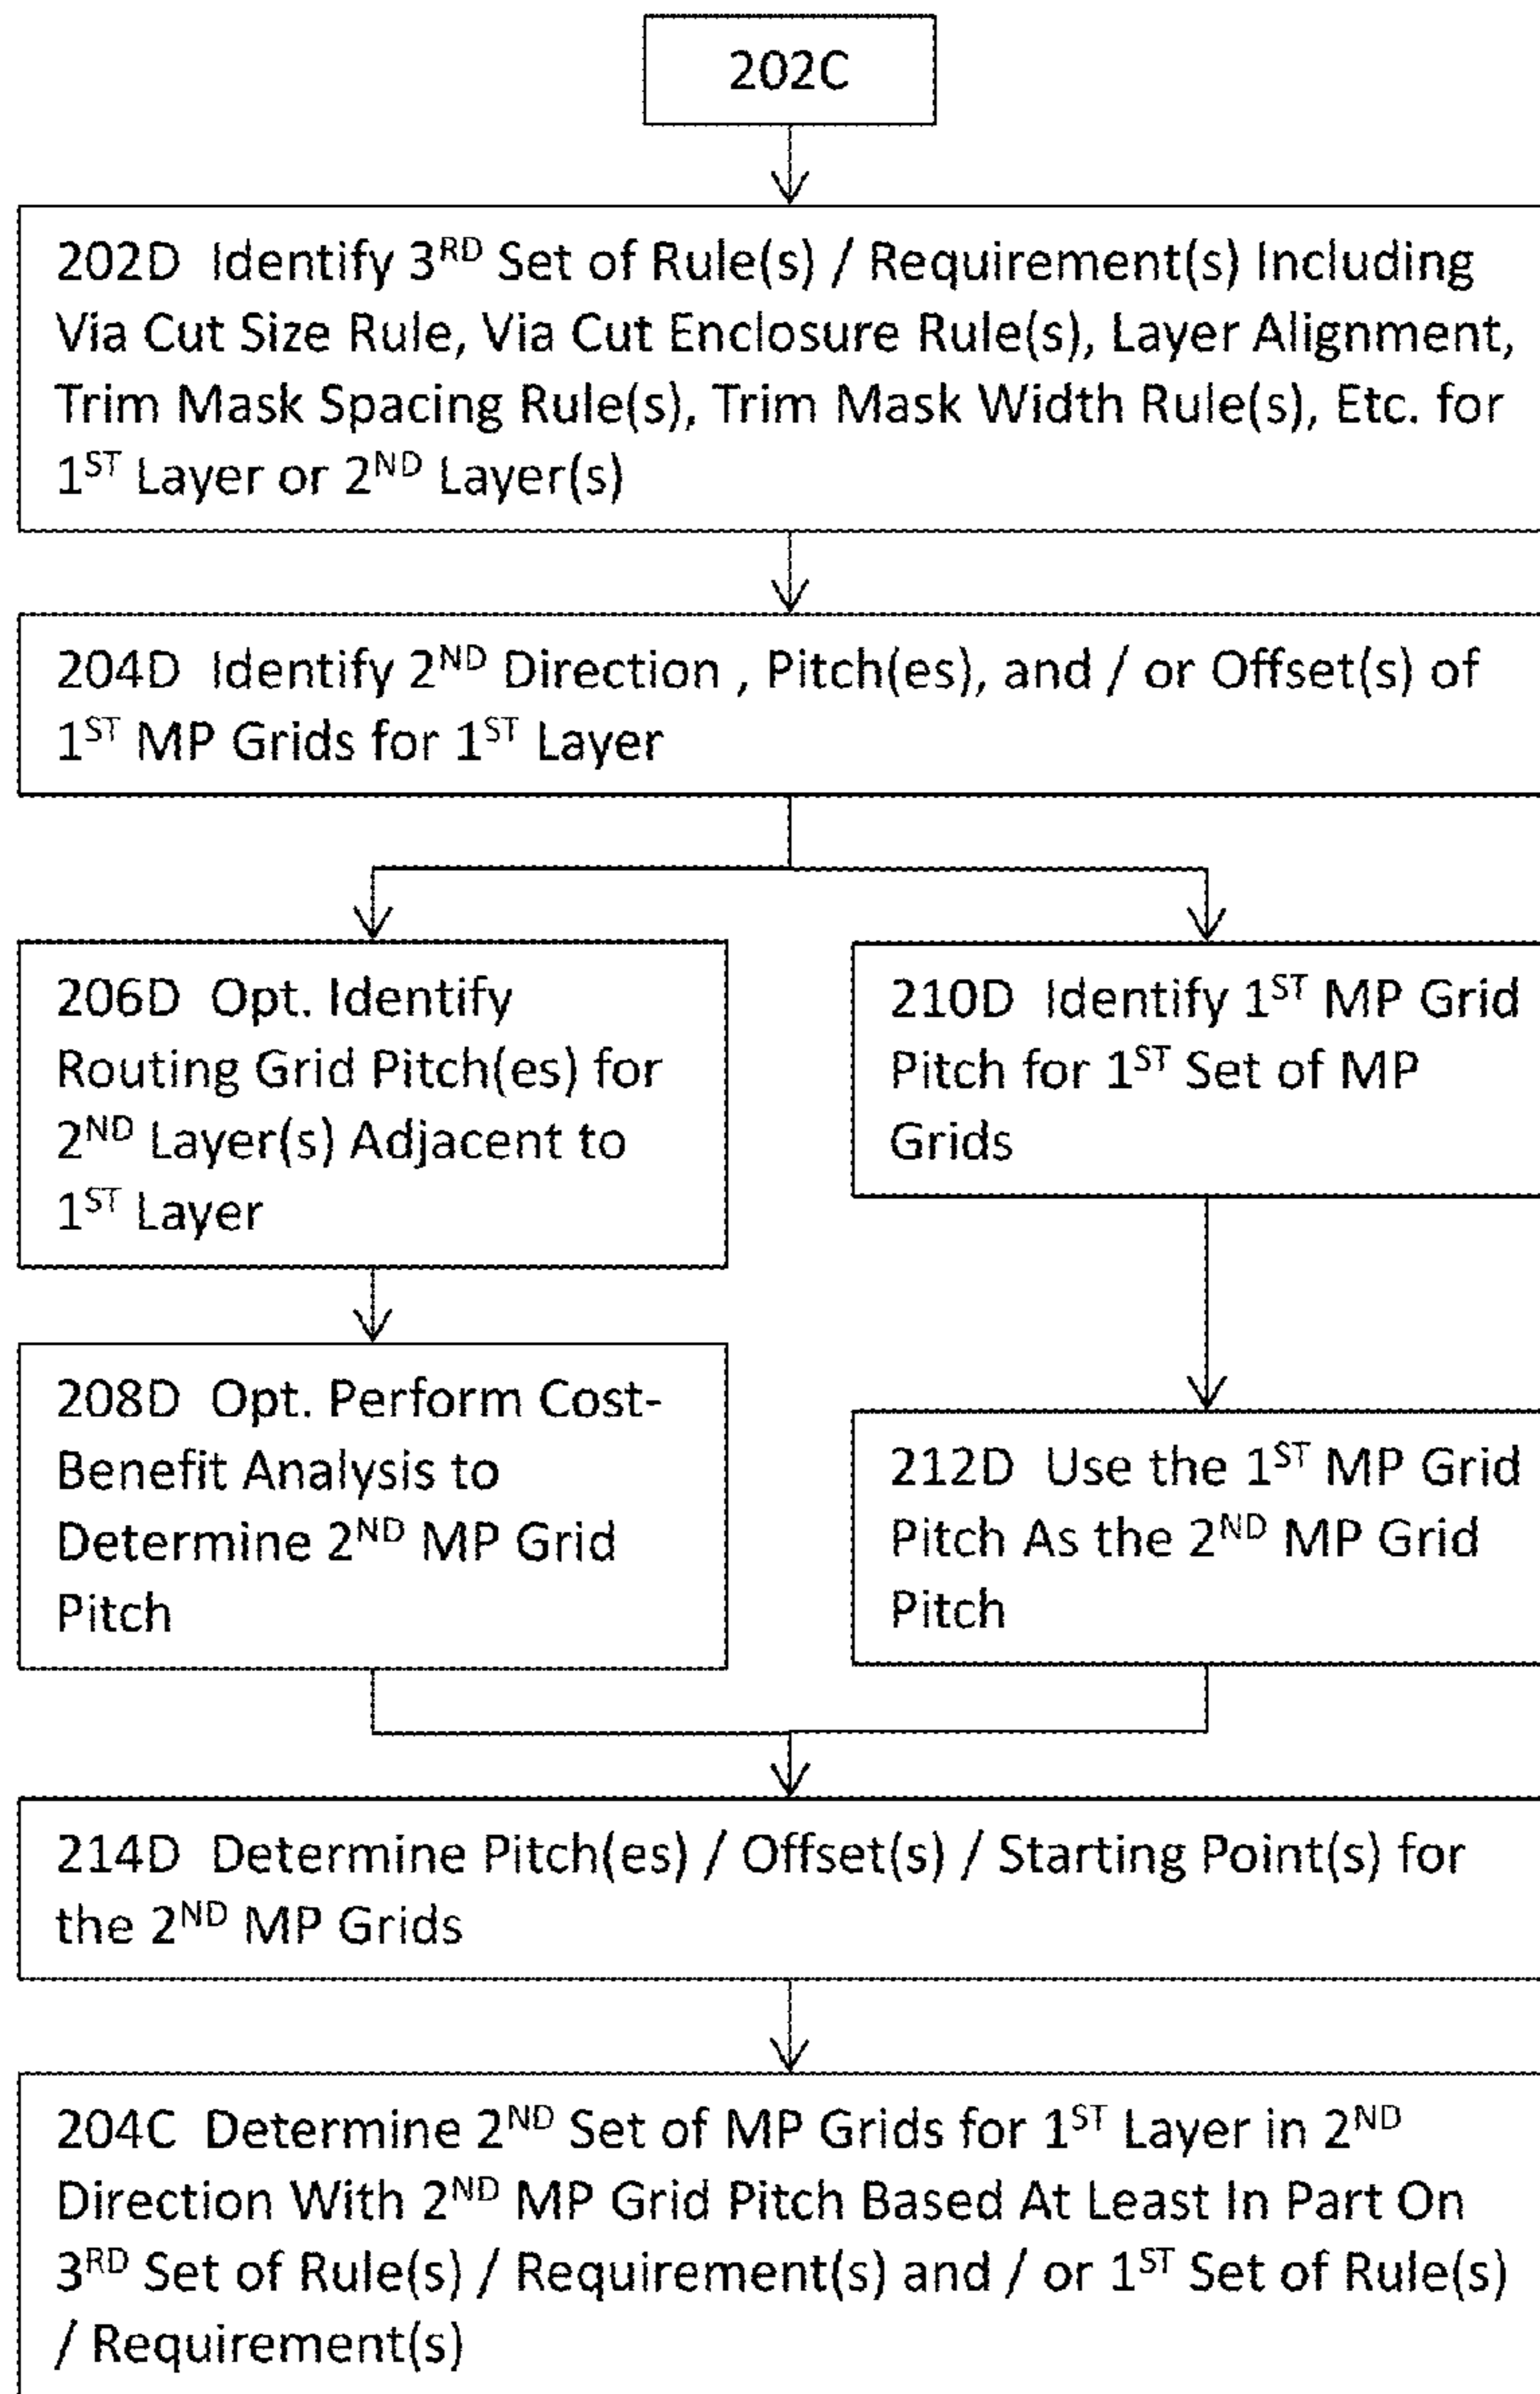 202C
202D Identify 3RD Set of Rule(s) / Requirement(s) Including
Via Cut Size Rule, Via Cut Enclosure Rule(s), Layer Alignment,
Trim Mask Spacing Rule(s), Trim Mask Width Rule(s), Etc. for
1ST Layer or 2ND Layer(s)
204D Identify 2ND Direction , Pitch(es), and / or Offset(s) of
1ST MP Grids for 1ST Layer
206D Opt. Identify
Routing Grid Pitch(es) for
2ND Layer(s) Adjacent to
1ST Layer
208D Opt. Perform Cost-
Benefit Analysis to
Determine 2ND MP Grid
Pitch
210D Identify 1ST MP Grid
Pitch for 1ST Set of MP
Grids
212D Use the 1ST MP Grid
Pitch As the 2ND MP Grid
Pitch
214D Determine Pitch(es) / Offset(s) / Starting Point(s) for
the 2ND MP Grids
204C Determine 2ND Set of MP Grids for 1ST Layer in 2ND
Direction With 2ND MP Grid Pitch Based At Least In Part On
3RD Set of Rule(s) / Requirement(s) and / or 1ST Set of Rule(s)
/ Requirement(s)